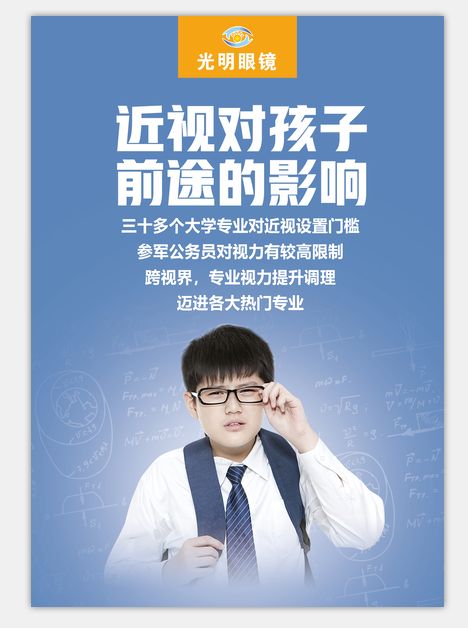 光明眼镜
近视对孩子
前途的影响
三十多个大学专业对近视设置门槛
参军公务员对视力有较高限制
跨视界，专业视力提升调理
迈进各大热门专业